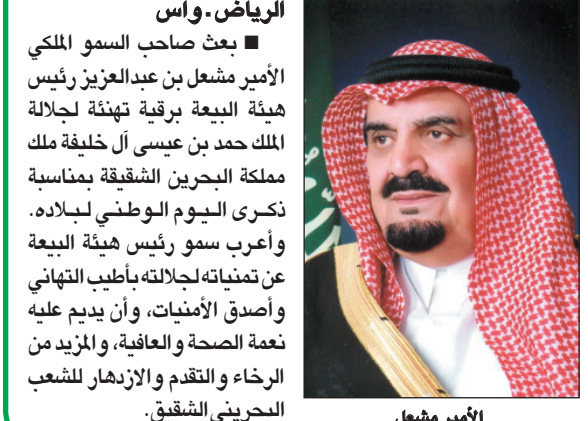 الرياض ـ واس
■ بعث صاحب السمو الملكي
الأمير مشعل بن عبدالعزيز رئيس
هيئة البيعة برقية تهنئة لجلالة
الملك حمد بن عيسى آل خليفة ملك
مملكة البحرين الشقيقة بمناسبة
ذكرى اليوم الوطني لبلاده.
وأعرب سمو رئيس هيئة البيعة
عن تمنياته لجلالته بأطيب التهاني
وأصدق الأمنيات، وأن يديم عليه
نعمة الصحة والعافية، والمزيد من
الرخاء والتقدم والازدهار للشعب
البحريني الشقيق.
الأمير مشعل